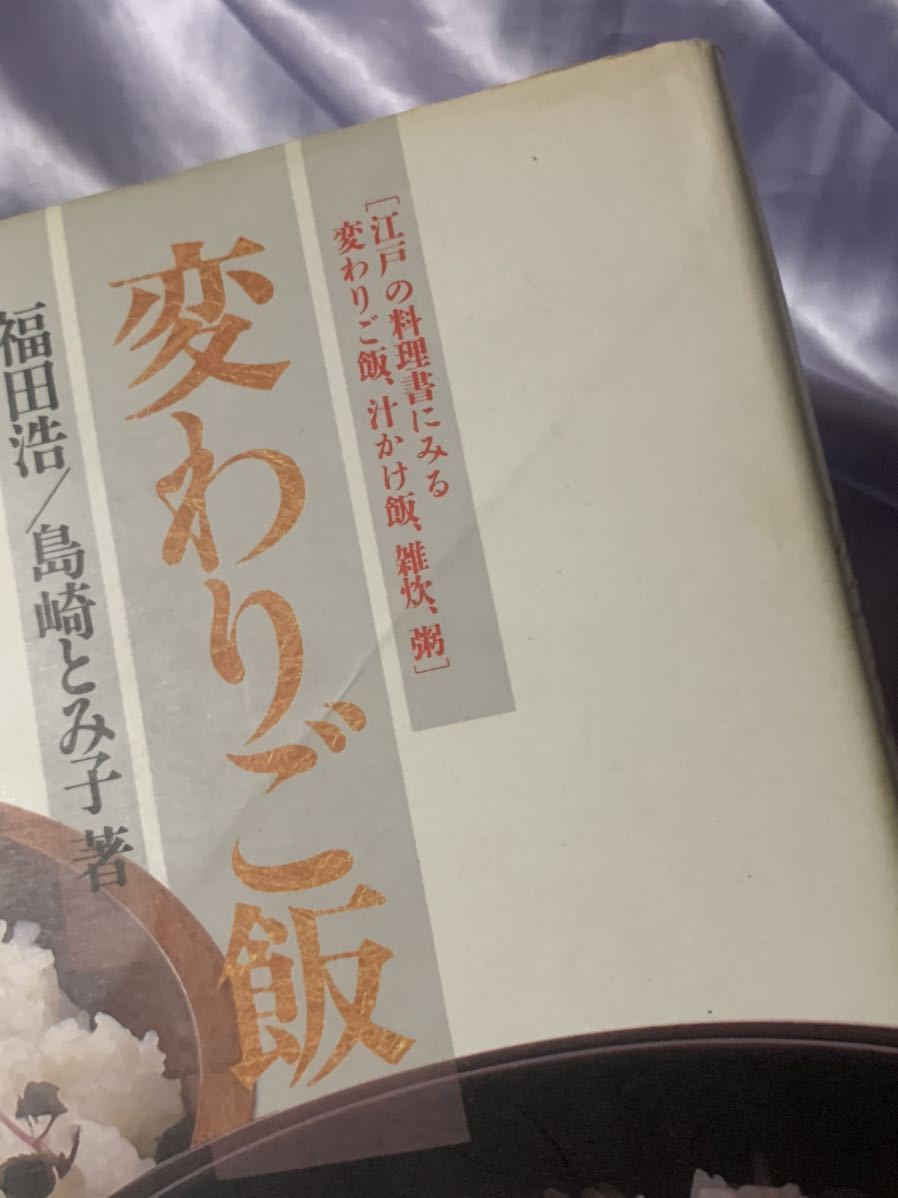 ［江戸の料理書にみる
変わりご飯、汁かけ飯、雑炊、粥］
変わりご飯
福田浩／島崎とみ子 著